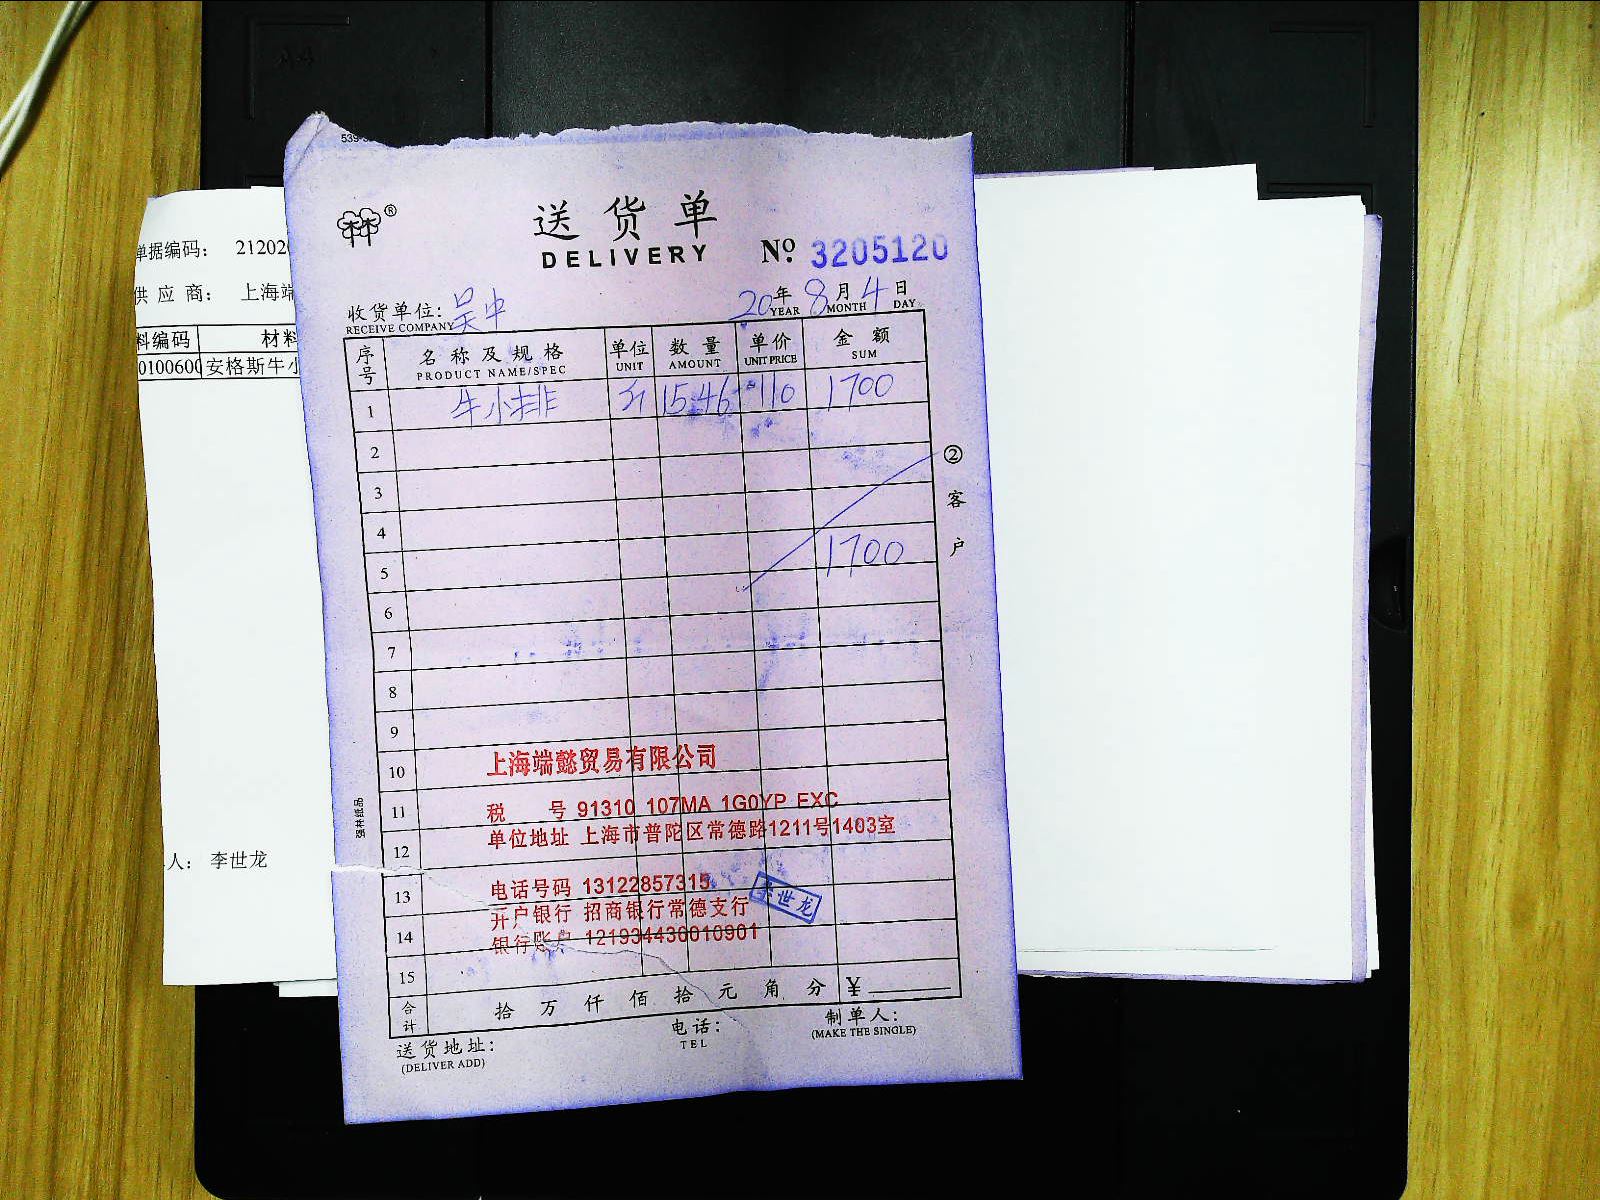 539
送货单
DELIVERY
№ 3205120
收货单位: 吴中
RECEIVE COMPANY
20年 8月 4日
YEAR MONTH DAY
序号 名称及规格 单位 数量 单价 金额
PRODUCT NAME/SPEC UNIT AMOUNT UNIT PRICE SUM
1 牛小排 斤 15.46 110 1700
2
3
4
5 1700
6
7
8
9
10
11
12
13
14
15
②客户
上海端懿贸易有限公司
税 号 91310 107MA 1G0YP EXC
单位地址 上海市普陀区常德路1211号1403室
电话号码 13122857315
开户银行 招商银行常德支行
银行账户 121934430010901
李世龙
合计 拾 万 仟 佰 拾 元 角 分 ¥
送货地址:
(DELIVER ADD)
电话:
TEL
制单人:
(MAKE THE SINGLE)
单据编码: 21202
供应商: 上海端
料编码 材料
0100600 安格斯牛小
人: 李世龙